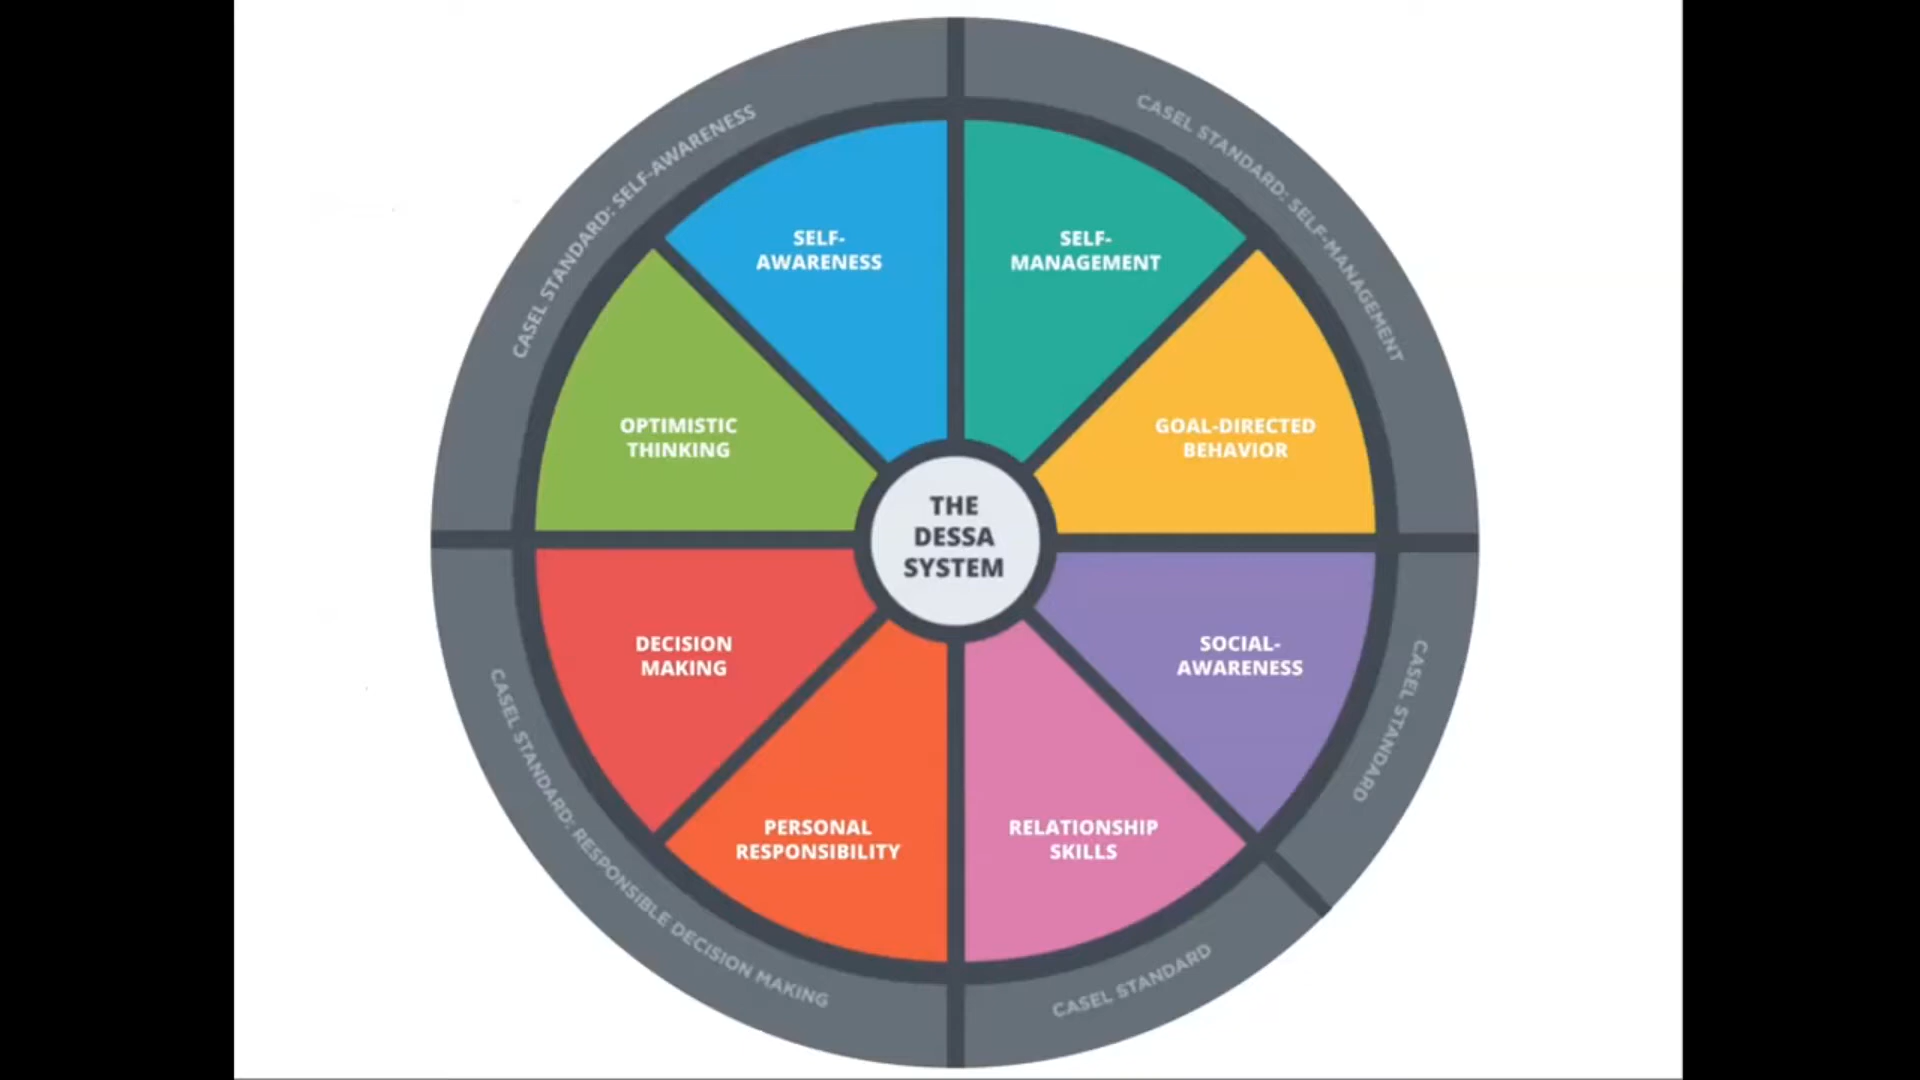 CASEL STANDARD: SELF-AWARENESS
CASEL STANDARD: SELF-MANAGEMENT
SELF-
AWARENESS
SELF-
MANAGEMENT
OPTIMISTIC
THINKING
GOAL-DIRECTED
BEHAVIOR
THE
DESSA
SYSTEM
DECISION
MAKING
SOCIAL-
AWARENESS
PERSONAL
RESPONSIBILITY
RELATIONSHIP
SKILLS
CASEL STANDARD
CASEL STANDARD: RESPONSIBLE DECISION MAKING
CASEL STANDARD